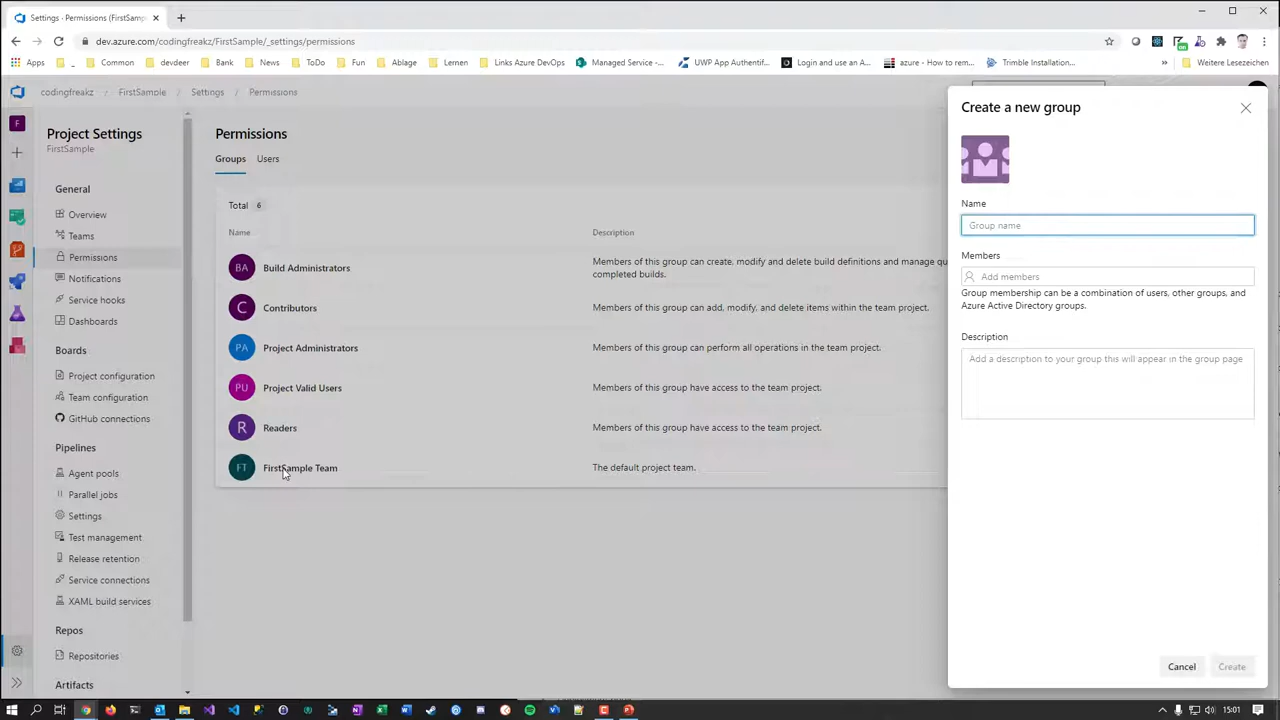 Settings · Permissions (FirstSamp
dev.azure.com/codingfreakz/FirstSample/_settings/permissions
Apps
_
Common
devdeer
Bank
News
ToDo
Fun
Ablage
Lernen
Links Azure DevOps
Managed Service -...
UWP App Authentif...
Login and use an A...
azure - How to rem...
Trimble Installation...
»
Weitere Lesezeichen
codingfreakz / FirstSample / Settings / Permissions
F
Project Settings
FirstSample
General
Overview
Teams
Permissions
Notifications
Service hooks
Dashboards
Boards
Project configuration
Team configuration
GitHub connections
Pipelines
Agent pools
Parallel jobs
Settings
Test management
Release retention
Service connections
XAML build services
Repos
Repositories
Artifacts
Permissions
Groups Users
Total 6
Name Description
BA Build Administrators Members of this group can create, modify and delete build definitions and manage qu
completed builds.
C Contributors Members of this group can add, modify, and delete items within the team project.
PA Project Administrators Members of this group can perform all operations in the team project.
PU Project Valid Users Members of this group have access to the team project.
R Readers Members of this group have access to the team project.
FT FirstSample Team The default project team.
Create a new group
Name
Group name
Members
Add members
Group membership can be a combination of users, other groups, and
Azure Active Directory groups.
Description
Add a description to your group this will appear in the group page
Cancel Create
15:01